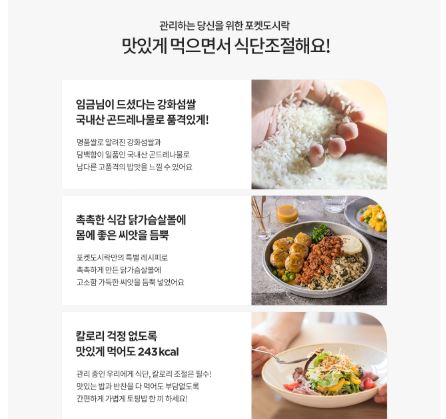 관리하는 당신을 위한 포켓도시락
맛있게 먹으면서 식단조절해요!
임금님이 드셨다는 강화섬쌀
국내산 곤드레나물로 품격있게!
명품쌀로 알려진 강화섬쌀과
담백함이 일품인 국내산 곤드레나물로
남다른 고품격의 밥맛을 느낄 수 있어요
촉촉한 식감 닭가슴살볼에
몸에 좋은 씨앗을 듬뿍
포켓도시락만의 특별 레시피로
촉촉하게 만든 닭가슴살볼에
고소함 가득한 씨앗을 듬뿍 넣었어요
칼로리 걱정 없도록
맛있게 먹어도 243kcal
관리 중인 우리에게 식단, 칼로리 조절은 필수!
맛있는 밥과 반찬을 다 먹어도 부담없도록
간편하게 가볍게 토핑밥 한 끼 하세요!